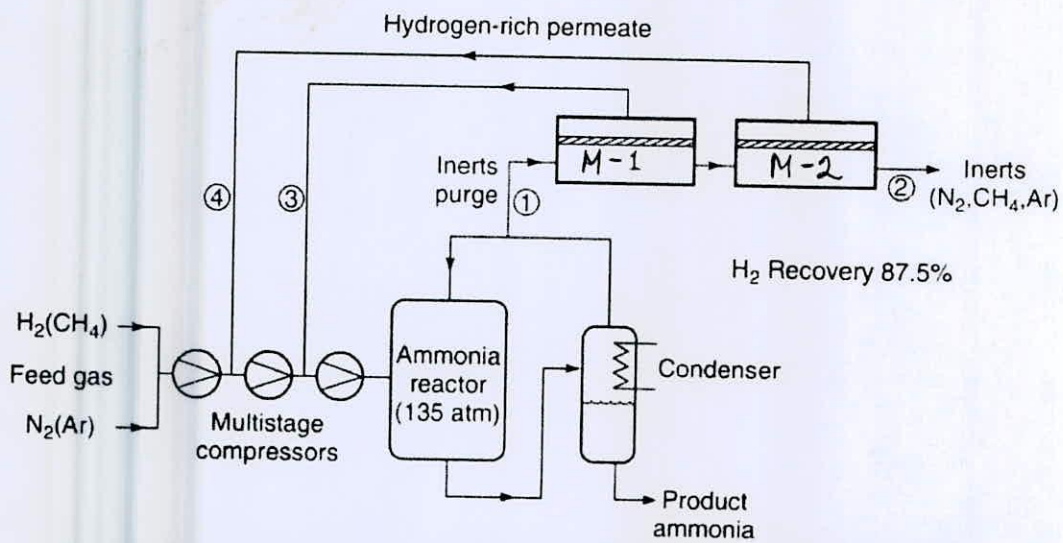 Hydrogen-rich permeate
M-1
M-2
Inerts
purge
①
②
Inerts
(N₂,CH₄,Ar)
④
③
H₂ Recovery 87.5%
H₂(CH₄)
Feed gas
N₂(Ar)
Multistage
compressors
Ammonia
reactor
(135 atm)
Condenser
Product
ammonia